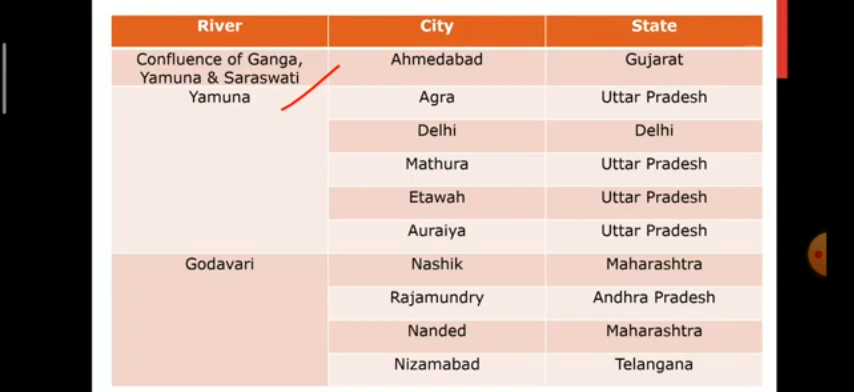 River City State
Confluence of Ganga, Ahmedabad Gujarat
Yamuna & Saraswati
Yamuna Agra Uttar Pradesh
Delhi Delhi
Mathura Uttar Pradesh
Etawah Uttar Pradesh
Auraiya Uttar Pradesh
Godavari Nashik Maharashtra
Rajamundry Andhra Pradesh
Nanded Maharashtra
Nizamabad Telangana